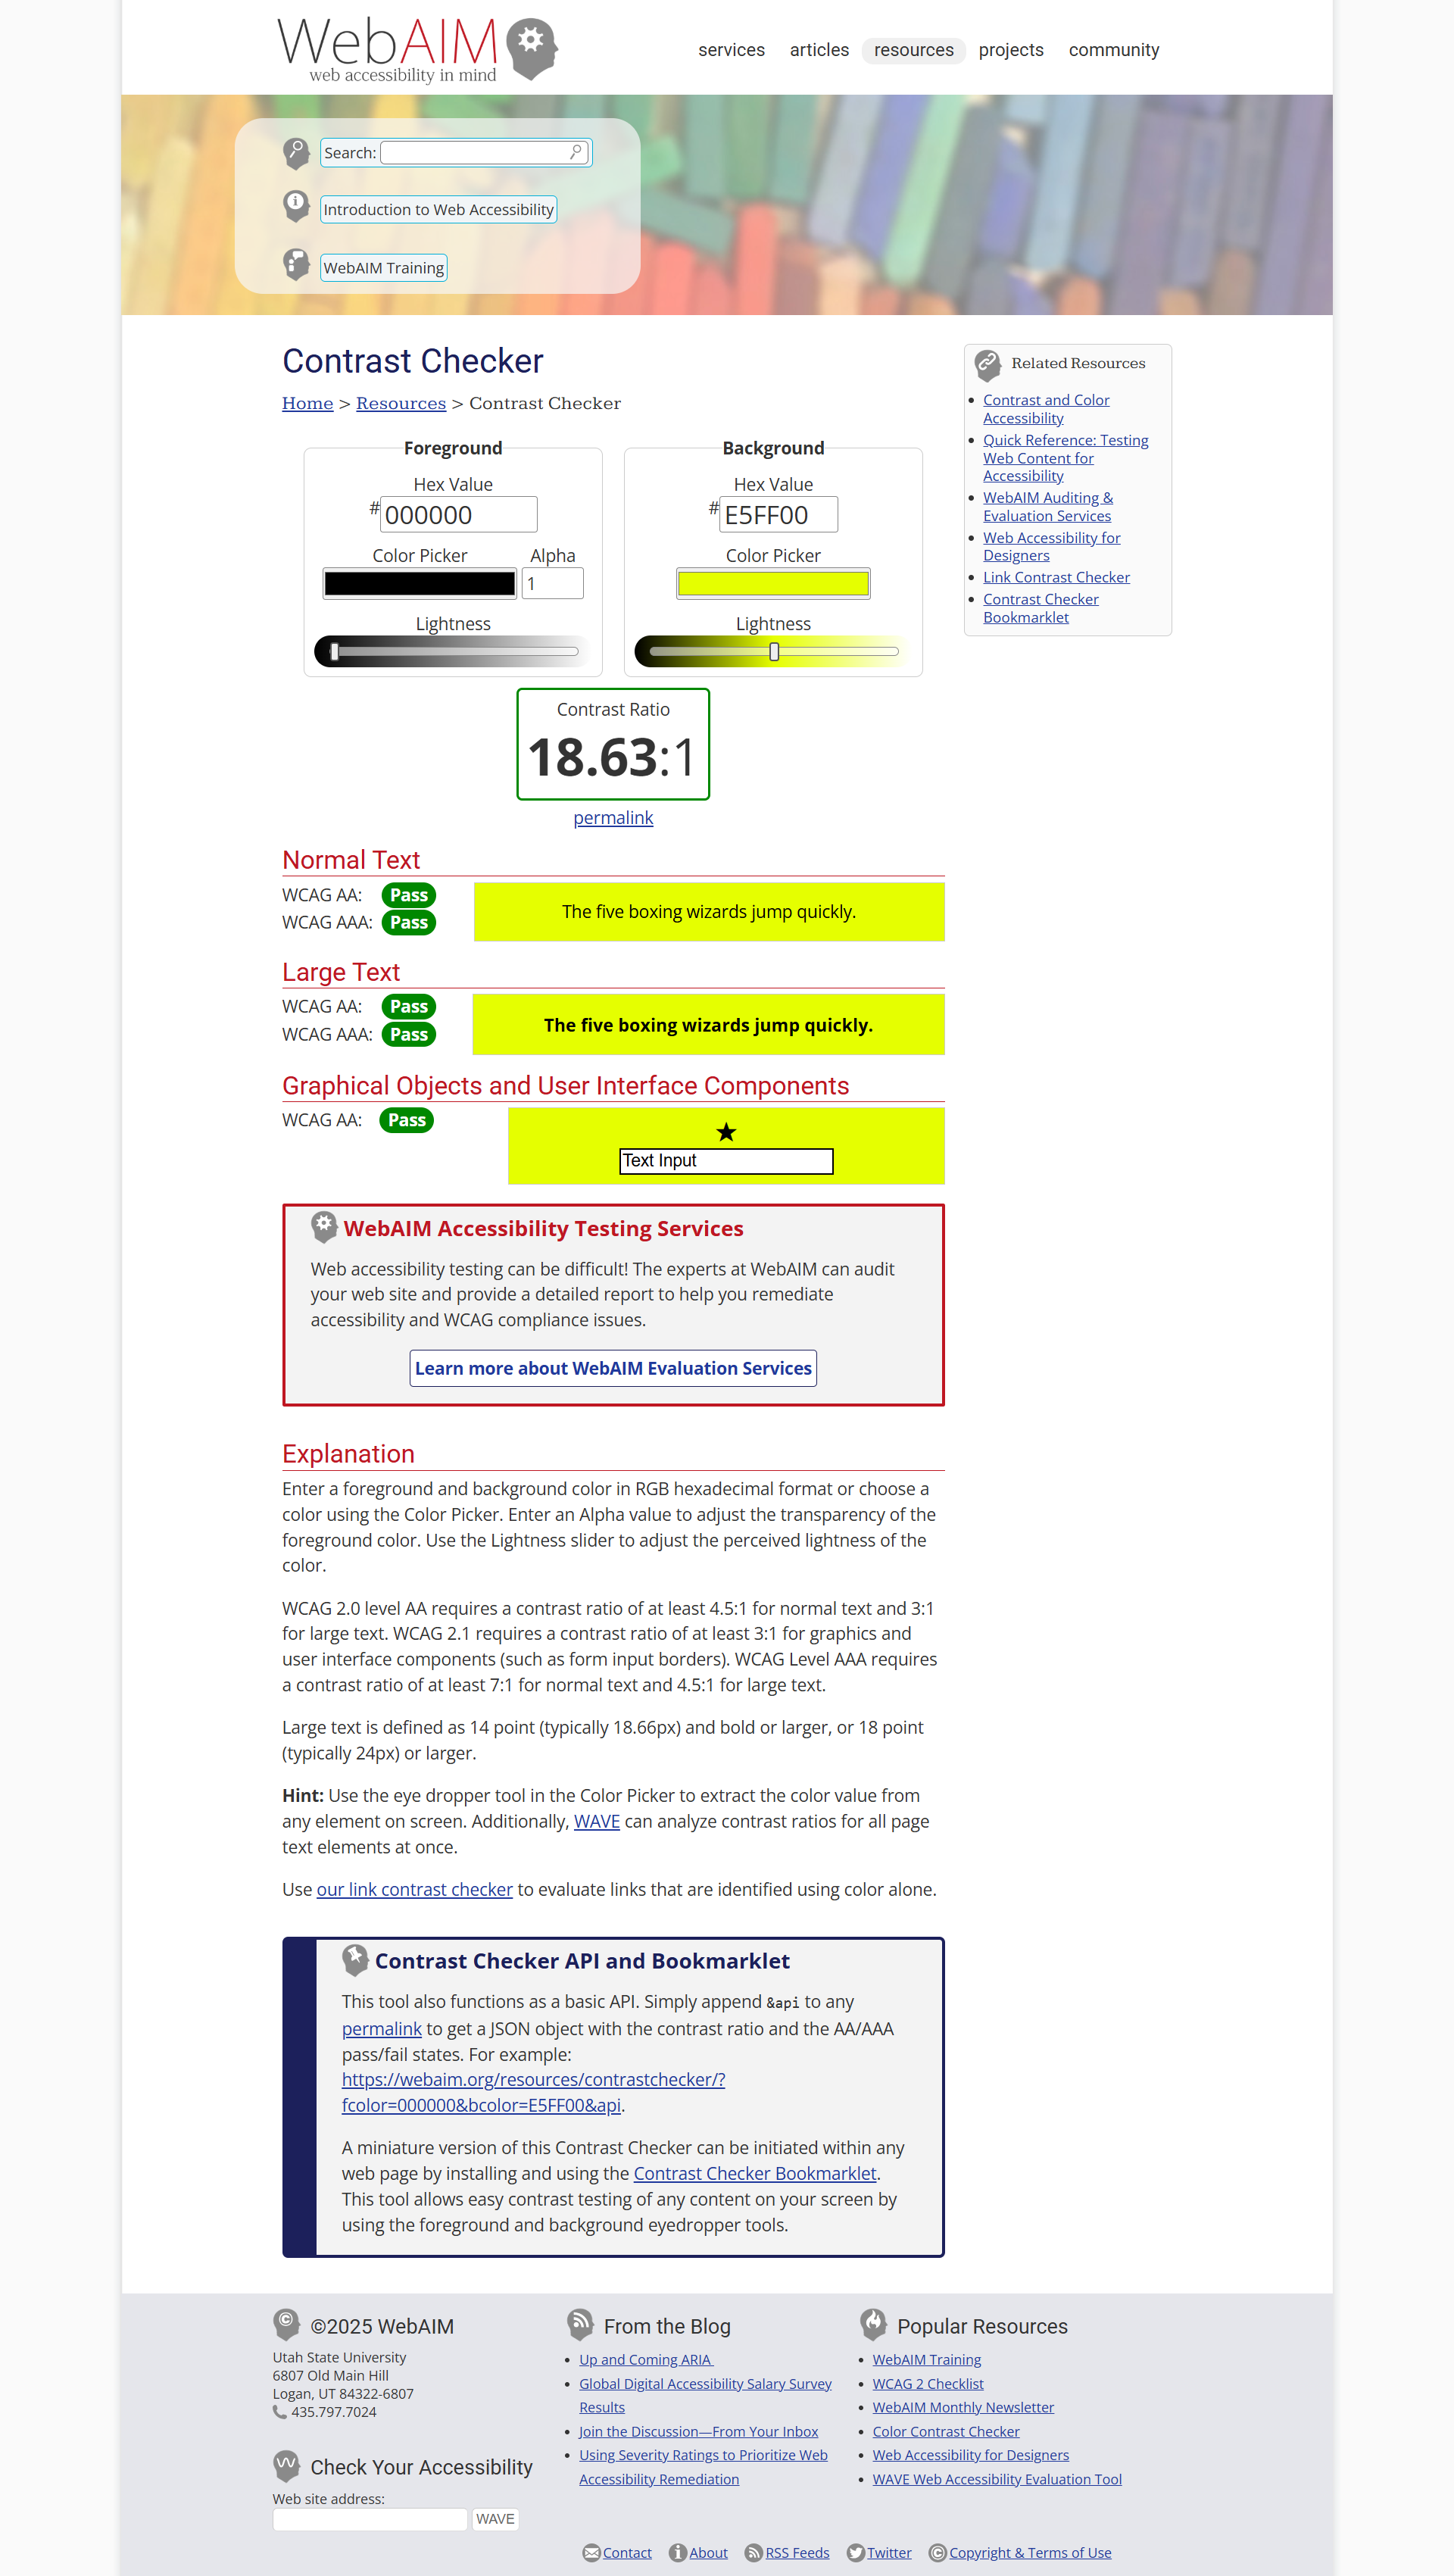 WebAIM
web accessibility in mind
services
articles
resources
projects
community
Search:
Introduction to Web Accessibility
WebAIM Training
Contrast Checker
Home > Resources > Contrast Checker
Foreground
Hex Value
#000000
Color Picker
Alpha
1
Lightness
Background
Hex Value
#E5FF00
Color Picker
Lightness
Contrast Ratio
18.63:1
permalink
Normal Text
WCAG AA: Pass
WCAG AAA: Pass
The five boxing wizards jump quickly.
Large Text
WCAG AA: Pass
WCAG AAA: Pass
The five boxing wizards jump quickly.
Graphical Objects and User Interface Components
WCAG AA: Pass
★
Text Input
WebAIM Accessibility Testing Services
Web accessibility testing can be difficult! The experts at WebAIM can audit
your web site and provide a detailed report to help you remediate
accessibility and WCAG compliance issues.
Learn more about WebAIM Evaluation Services
Explanation
Enter a foreground and background color in RGB hexadecimal format or choose a
color using the Color Picker. Enter an Alpha value to adjust the transparency of the
foreground color. Use the Lightness slider to adjust the perceived lightness of the
color.
WCAG 2.0 level AA requires a contrast ratio of at least 4.5:1 for normal text and 3:1
for large text. WCAG 2.1 requires a contrast ratio of at least 3:1 for graphics and
user interface components (such as form input borders). WCAG Level AAA requires
a contrast ratio of at least 7:1 for normal text and 4.5:1 for large text.
Large text is defined as 14 point (typically 18.66px) and bold or larger, or 18 point
(typically 24px) or larger.
Hint: Use the eye dropper tool in the Color Picker to extract the color value from
any element on screen. Additionally, WAVE can analyze contrast ratios for all page
text elements at once.
Use our link contrast checker to evaluate links that are identified using color alone.
Contrast Checker API and Bookmarklet
This tool also functions as a basic API. Simply append &api to any
permalink to get a JSON object with the contrast ratio and the AA/AAA
pass/fail states. For example:
https://webaim.org/resources/contrastchecker/?
fcolor=000000&bcolor=E5FF00&api.
A miniature version of this Contrast Checker can be initiated within any
web page by installing and using the Contrast Checker Bookmarklet.
This tool allows easy contrast testing of any content on your screen by
using the foreground and background eyedropper tools.
Related Resources
Contrast and Color
Accessibility
Quick Reference: Testing
Web Content for
Accessibility
WebAIM Auditing &
Evaluation Services
Web Accessibility for
Designers
Link Contrast Checker
Contrast Checker
Bookmarklet
©2025 WebAIM
Utah State University
6807 Old Main Hill
Logan, UT 84322-6807
435.797.7024
Check Your Accessibility
Web site address:
WAVE
From the Blog
Up and Coming ARIA
Global Digital Accessibility Salary Survey
Results
Join the Discussion—From Your Inbox
Using Severity Ratings to Prioritize Web
Accessibility Remediation
Popular Resources
WebAIM Training
WCAG 2 Checklist
WebAIM Monthly Newsletter
Color Contrast Checker
Web Accessibility for Designers
WAVE Web Accessibility Evaluation Tool
Contact
About
RSS Feeds
Twitter
Copyright & Terms of Use